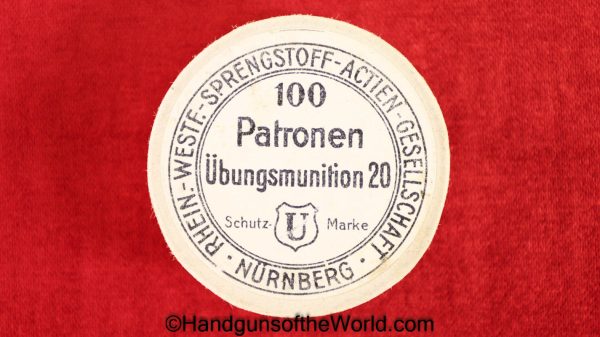 RHEIN.-WESTF.-SPRENGSTOFF-ACTIEN-GESELLSCHAFT
· NÜRNBERG ·
100
Patronen
Übungsmunition 20
Schutz- U Marke
©HandgunsoftheWorld.com